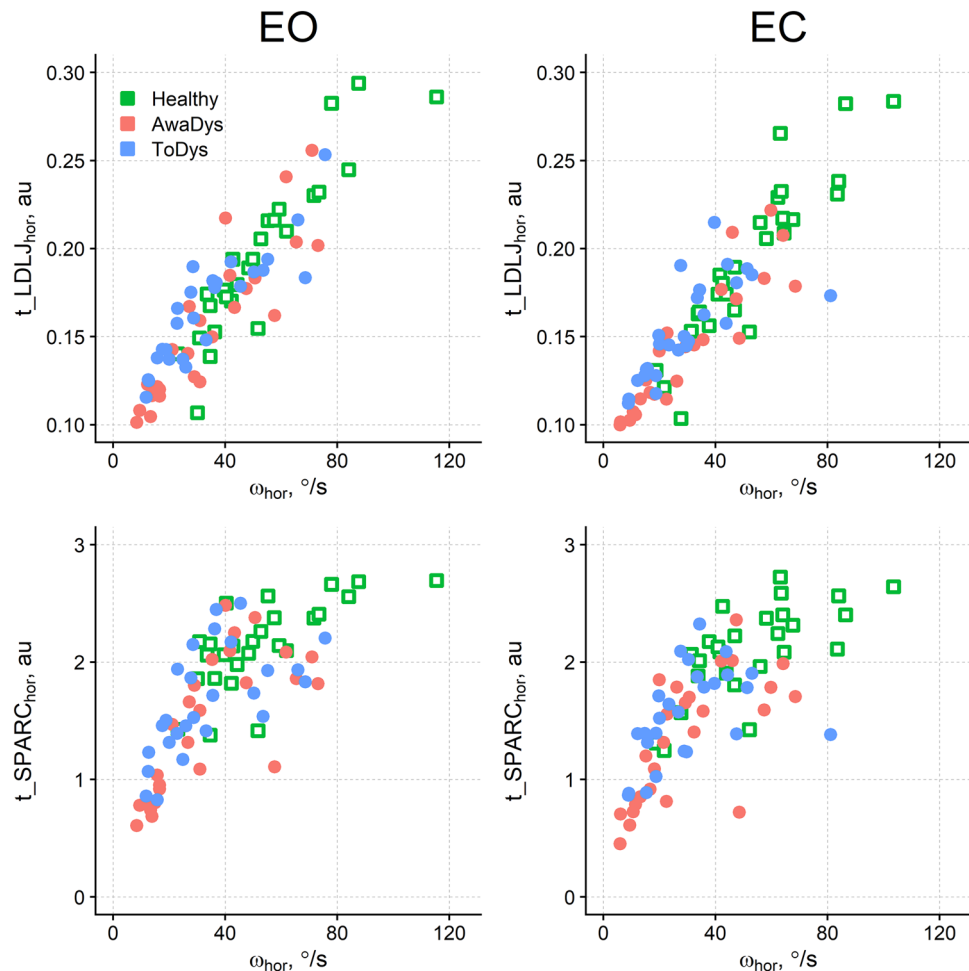 EO
EC
t_LDLJhor, au
0.30
0.25
0.20
0.15
0.10
Healthy
AwaDys
ToDys
0 40 80 120
ωhor, °/s
t_LDLJhor, au
0.30
0.25
0.20
0.15
0.10
0 40 80 120
ωhor, °/s
t_SPARChor, au
3
2
1
0
0 40 80 120
ωhor, °/s
t_SPARChor, au
3
2
1
0
0 40 80 120
ωhor, °/s